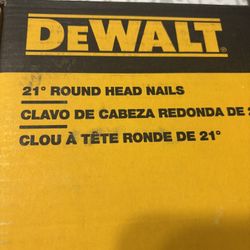 DEWALT
21° ROUND HEAD NAILS
CLAVO DE CABEZA REDONDA DE
CLOU À TÊTE RONDE DE 21°